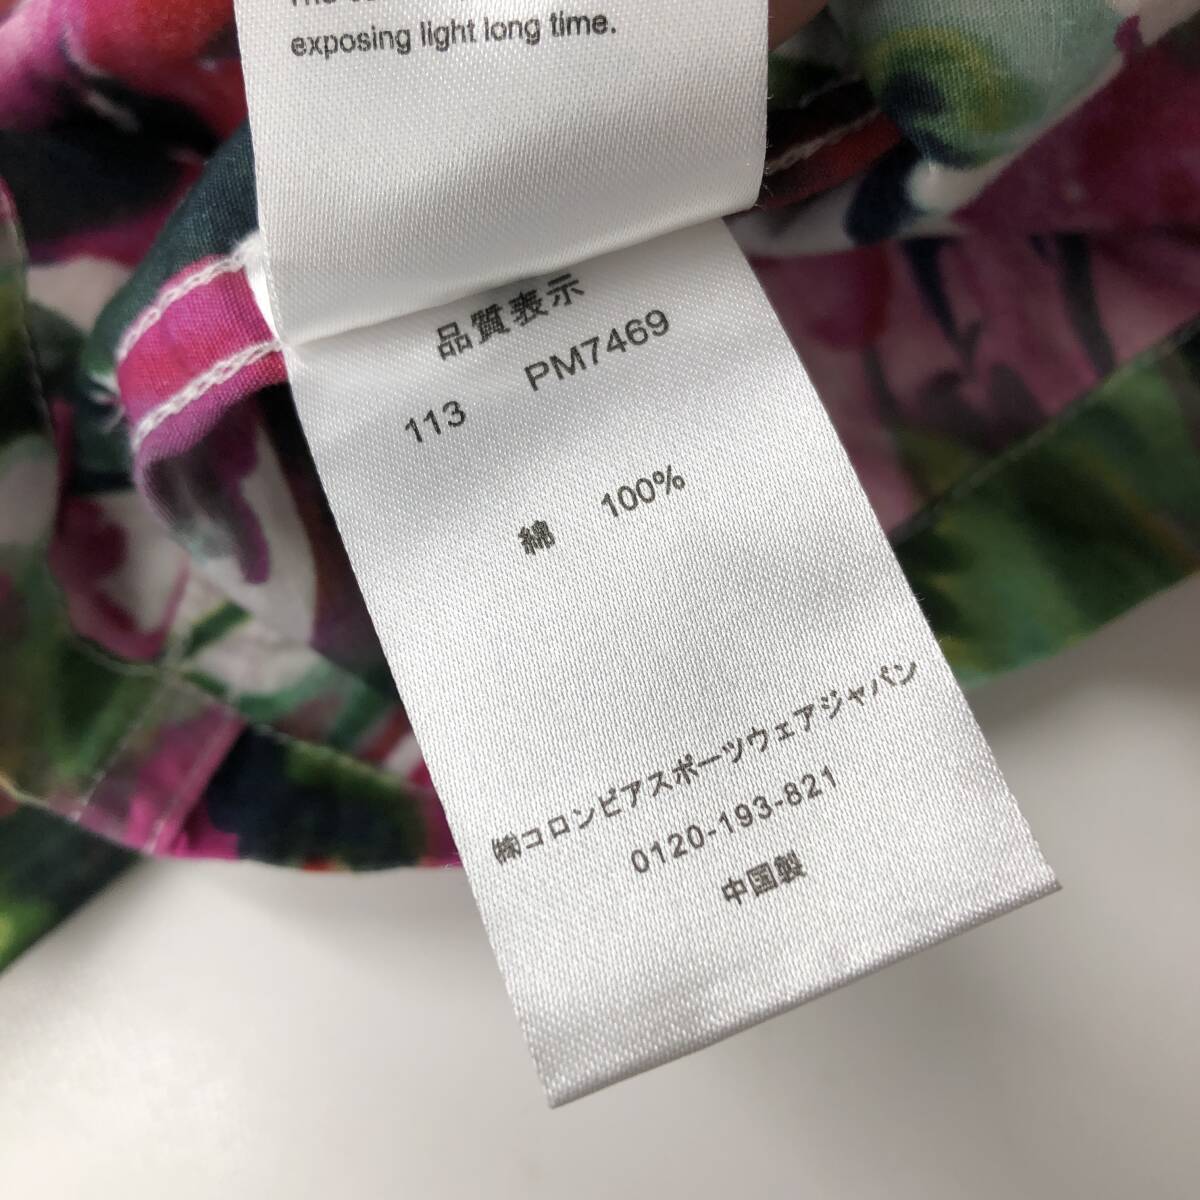 exposing light long time.
品質表示
113 PM7469
綿 100%
㈱コロンビアスポーツウェアジャパン
0120-193-821
中国製